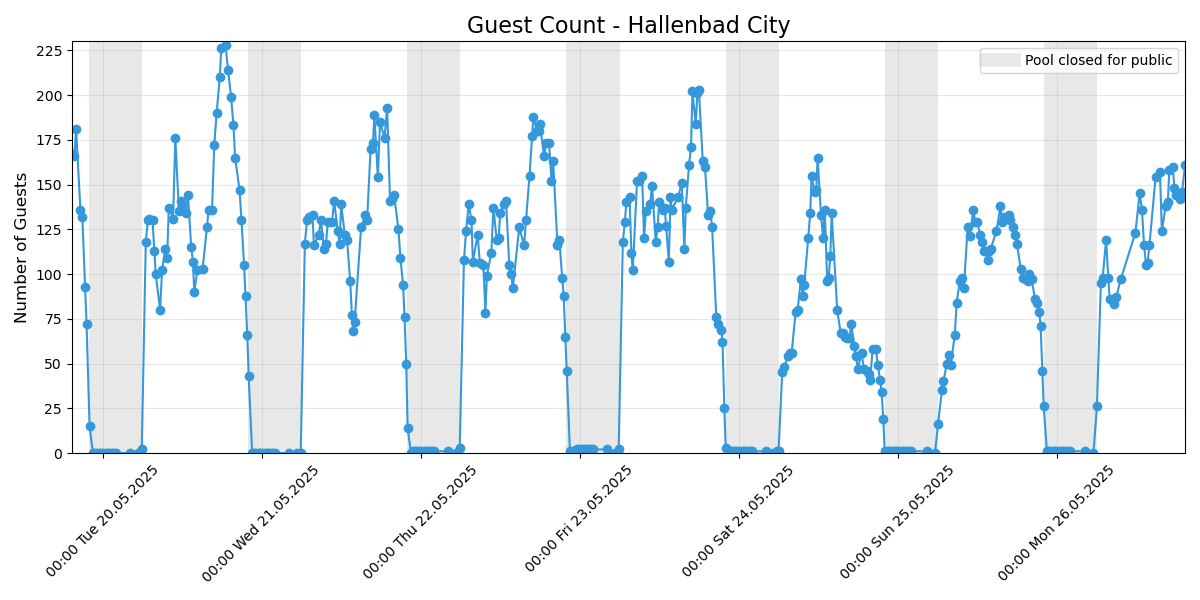 Guest Count - Hallenbad City
Pool closed for public
Number of Guests
225
200
175
150
125
100
75
50
25
0
00:00 Tue 20.05.2025
00:00 Wed 21.05.2025
00:00 Thu 22.05.2025
00:00 Fri 23.05.2025
00:00 Sat 24.05.2025
00:00 Sun 25.05.2025
00:00 Mon 26.05.2025